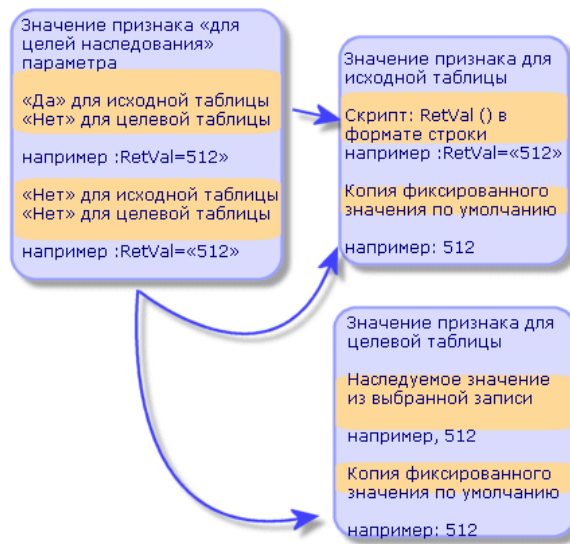 Значение признака «для
целей наследования»
параметра
«Да» для исходной таблицы
«Нет» для целевой таблицы
например :RetVal=512»
«Нет» для исходной таблицы
«Нет» для целевой таблицы
например :RetVal=«512»
Значение признака для
исходной таблицы
Скрипт: RetVal () в
формате строки
например :RetVal=«512»
Копия фиксированного
значения по умолчанию
например: 512
Значение признака для
целевой таблицы
Наследуемое значение
из выбранной записи
например, 512
Копия фиксированного
значения по умолчанию
например: 512